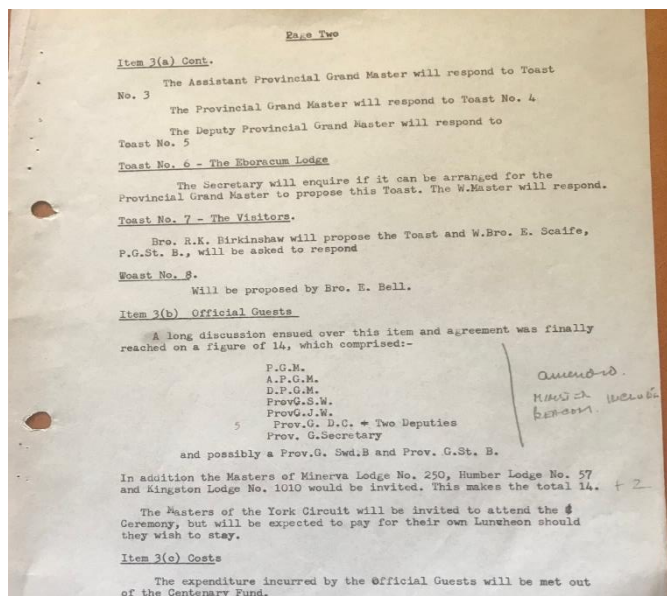 Page Two
Item 3(a) Cont.
The Assistant Provincial Grand Master will respond to Toast
No. 3
The Provincial Grand Master will respond to Toast No. 4
The Deputy Provincial Grand Master will respond to
Toast No. 5
Toast No. 6 - The Eboracum Lodge
The Secretary will enquire if it can be arranged for the
Provincial Grand Master to propose this Toast. The W.Master will respond.
Toast No. 7 - The Visitors.
Bro. R.K. Birkinshaw will propose the Toast and W.Bro. E. Scaife,
P.G.St. B., will be asked to respond
Woast No. 8.
Will be proposed by Bro. E. Bell.
Item 3(b) Official Guests
A long discussion ensued over this item and agreement was finally
reached on a figure of 14, which comprised:-
P.G.M.
A.P.G.M.
D.P.G.M.
ProvG.S.W.
ProvG.J.W.
5 Prov.G. D.C. + Two Deputies
Prov. G.Secretary
and possibly a Prov.G. Swd.B and Prov. G.St. B.
amend
In addition the Masters of Minerva Lodge No. 250, Humber Lodge No. 57
and Kingston Lodge No. 1010 would be invited. This makes the total 14. + 2
The Masters of the York Circuit will be invited to attend the
Ceremony, but will be expected to pay for their own Luncheon should
they wish to stay.
Item 3(c) Costs
The expenditure incurred by the Official Guests will be met out
of the Centenary Fund.